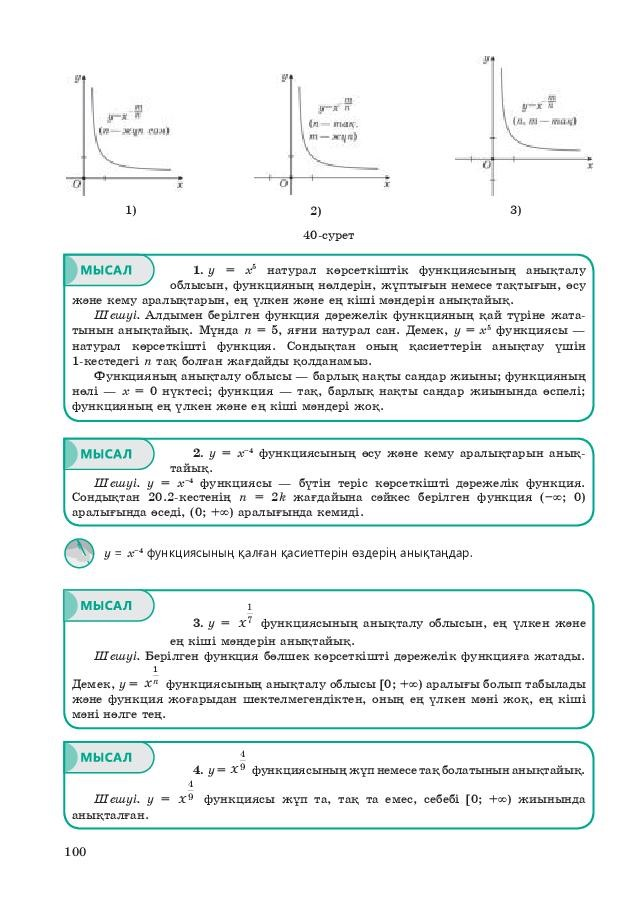 y
y=x^{-\frac{m}{n}}
(n — жұп сан)
O
x
1)
y
y=x^{-\frac{m}{n}}
(n — тақ,
m — жұп)
O
x
2)
y
y=x^{-\frac{m}{n}}
(n, m — тақ)
O
x
3)
40-сурет
МЫСАЛ
1. y = x⁵ натурал көрсеткіштік функциясының анықталу
облысын, функцияның нөлдерін, жұптығын немесе тақтығын, өсу
және кему аралықтарын, ең үлкен және ең кіші мәндерін анықтайық.
Шешуі. Алдымен берілген функция дәрежелік функцияның қай түріне жата-
тынын анықтайық. Мұнда n = 5, яғни натурал сан. Демек, y = x⁵ функциясы —
натурал көрсеткішті функция. Сондықтан оның қасиеттерін анықтау үшін
1-кестедегі n тақ болған жағдайды қолданамыз.
Функцияның анықталу облысы — барлық нақты сандар жиыны; функцияның
нөлі — x = 0 нүктесі; функция — тақ, барлық нақты сандар жиынында өспелі;
функцияның ең үлкен және ең кіші мәндері жоқ.
МЫСАЛ
2. y = x⁻⁴ функциясының өсу және кему аралықтарын анық-
тайық.
Шешуі. y = x⁻⁴ функциясы — бүтін теріс көрсеткішті дәрежелік функция.
Сондықтан 20.2-кестенің n = 2k жағдайына сәйкес берілген функция (−∞; 0)
аралығында өседі, (0; +∞) аралығында кемиді.
y = x⁻⁴ функциясының қалған қасиеттерін өздерің анықтаңдар.
МЫСАЛ
3. y = x^{\frac{1}{7}} функциясының анықталу облысын, ең үлкен және
ең кіші мәндерін анықтайық.
Шешуі. Берілген функция бөлшек көрсеткішті дәрежелік функцияға жатады.
Демек, y = x^{\frac{1}{n}} функциясының анықталу облысы [0; +∞) аралығы болып табылады
және функция жоғарыдан шектелмегендіктен, оның ең үлкен мәні жоқ, ең кіші
мәні нөлге тең.
МЫСАЛ
4. y = x^{\frac{4}{9}} функциясының жұп немесе тақ болатынын анықтайық.
Шешуі. y = x^{\frac{4}{9}} функциясы жұп та, тақ та емес, себебі [0; +∞) жиынында
анықталған.
100